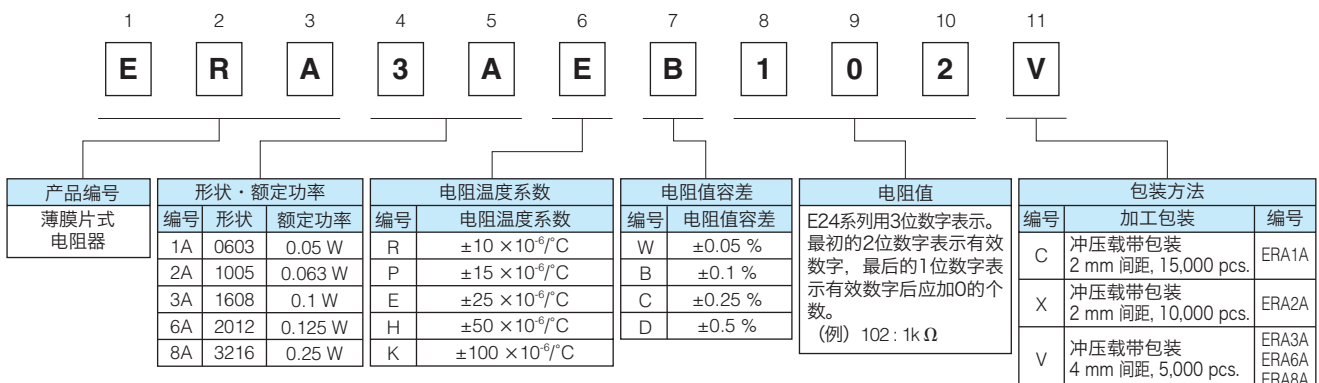 1 2 3 4 5 6 7 8 9 10 11
E R A 3 A E B 1 0 2 V
产品编号
薄膜片式
电阻器
形状・额定功率
编号 形状 额定功率
1A 0603 0.05 W
2A 1005 0.063 W
3A 1608 0.1 W
6A 2012 0.125 W
8A 3216 0.25 W
电阻温度系数
编号 电阻温度系数
R ±10 ×10⁻⁶/°C
P ±15 ×10⁻⁶/°C
E ±25 ×10⁻⁶/°C
H ±50 ×10⁻⁶/°C
K ±100 ×10⁻⁶/°C
电阻值容差
编号 电阻值容差
W ±0.05 %
B ±0.1 %
C ±0.25 %
D ±0.5 %
电阻值
E24系列用3位数字表示。
最初的2位数字表示有效
数字，最后的1位数字表
示有效数字后应加0的个
数。
（例）102 : 1k Ω
包装方法
编号 加工包装 编号
C 冲压载带包装
2 mm 间距, 15,000 pcs. ERA1A
X 冲压载带包装
2 mm 间距, 10,000 pcs. ERA2A
V 冲压载带包装
4 mm 间距, 5,000 pcs.
ERA3A
ERA6A
ERA8A